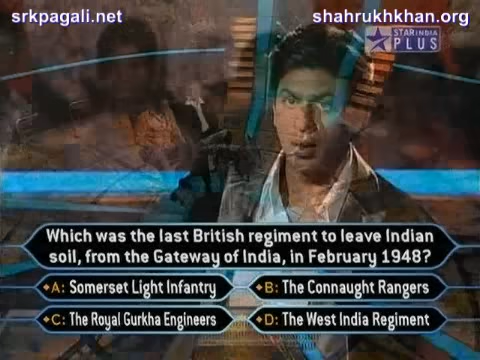 srkpagali.net
shahrukhkhan.org
STAR INDIA
PLUS
Which was the last British regiment to leave Indian
soil, from the Gateway of India, in February 1948?
A: Somerset Light Infantry
B: The Connaught Rangers
C: The Royal Gurkha Engineers
D: The West India Regiment